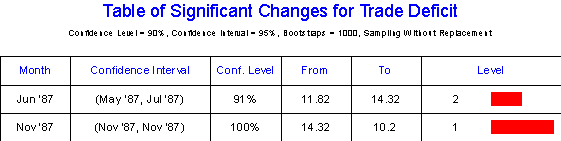 Table of Significant Changes for Trade Deficit
Confidence Level = 90%, Confidence Interval = 95%, Bootstaps = 1000, Sampling Without Replacement
Month Confidence Interval Conf. Level From To Level
Jun '87 (May '87, Jul '87) 91% 11.82 14.32 2
Nov '87 (Nov '87, Nov '87) 100% 14.32 10.2 1